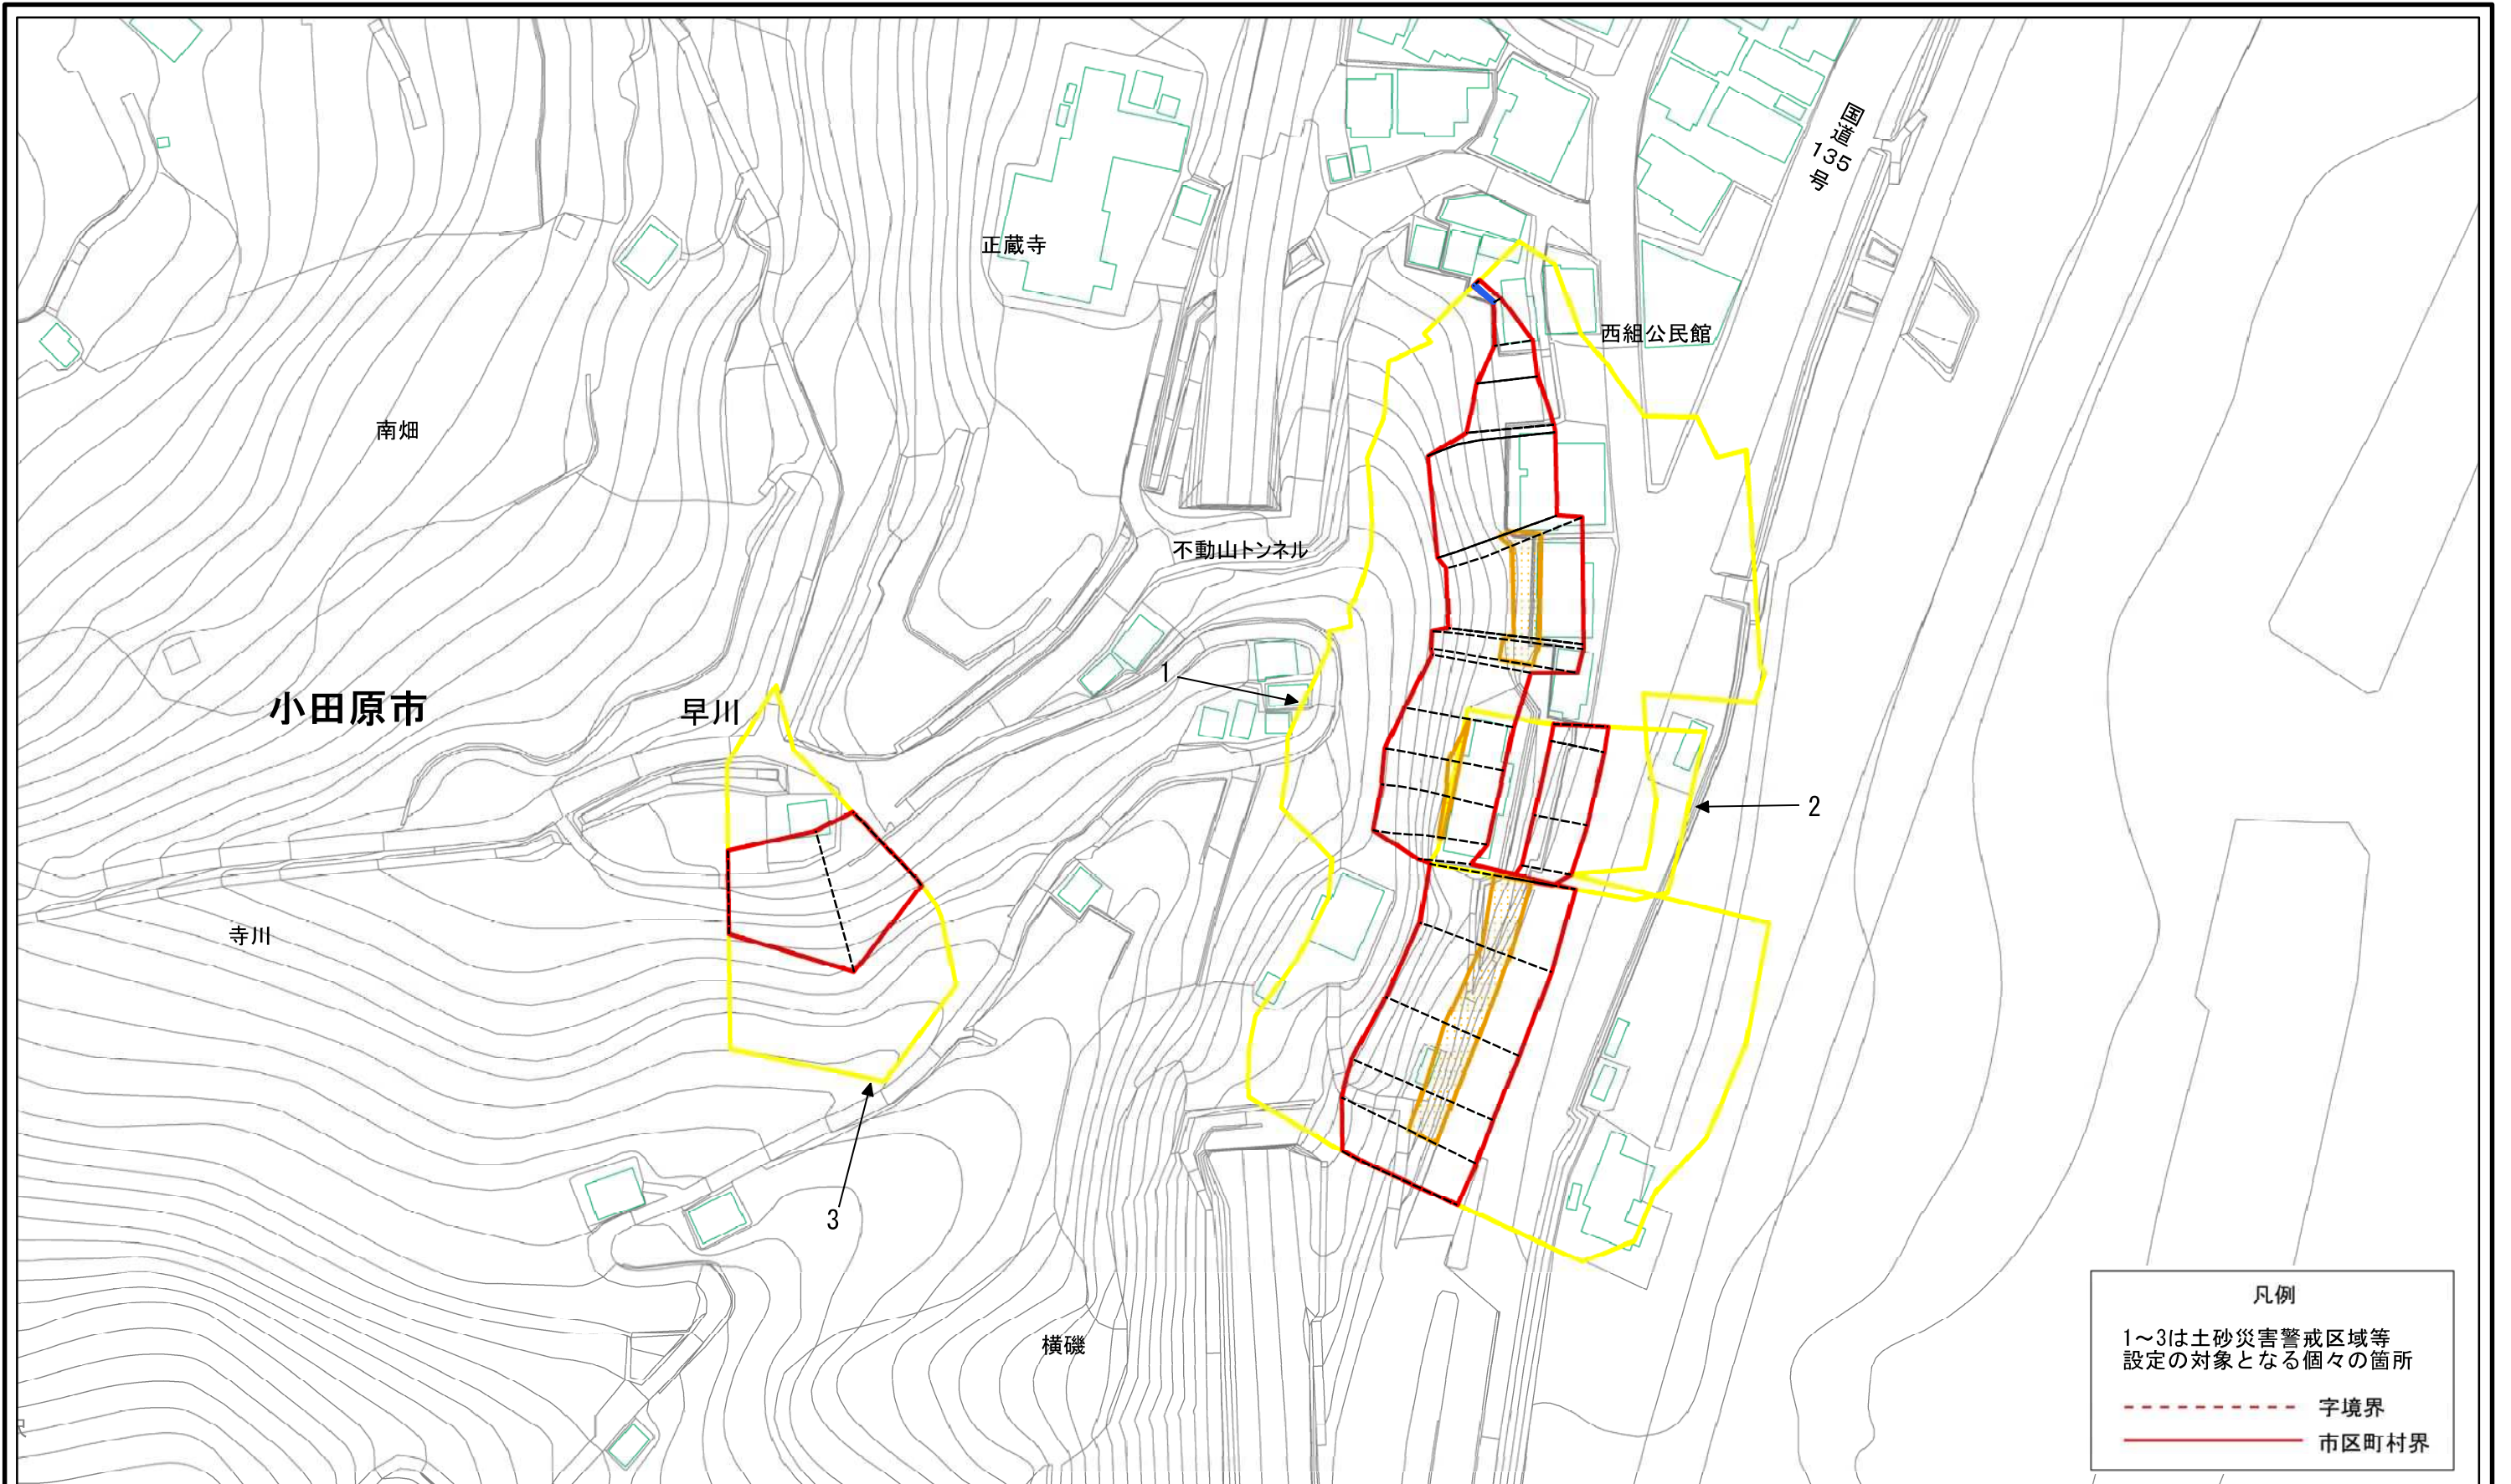 国道135号
正蔵寺
西組公民館
南畑
不動山トンネル
1
小田原市
早川
2
寺川
3
横磯
凡例
1~3は土砂災害警戒区域等
設定の対象となる個々の箇所
字境界
市区町村界